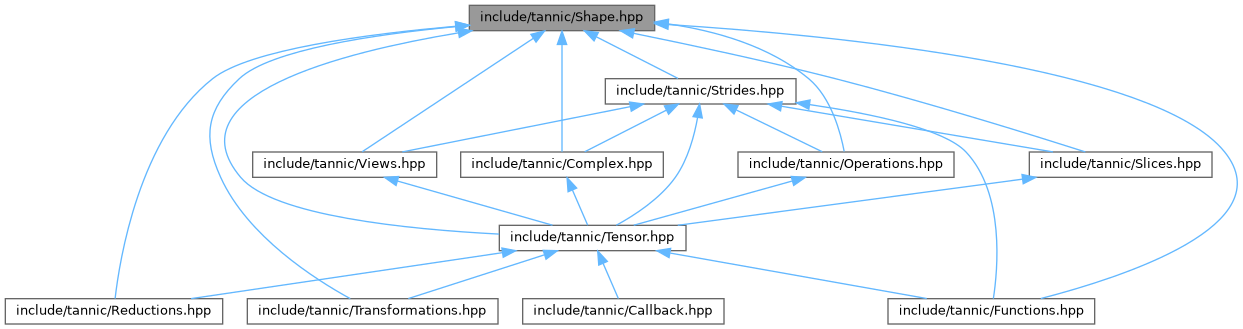 include/tannic/Shape.hpp
include/tannic/Strides.hpp
include/tannic/Views.hpp
include/tannic/Complex.hpp
include/tannic/Operations.hpp
include/tannic/Slices.hpp
include/tannic/Tensor.hpp
include/tannic/Reductions.hpp
include/tannic/Transformations.hpp
include/tannic/Callback.hpp
include/tannic/Functions.hpp